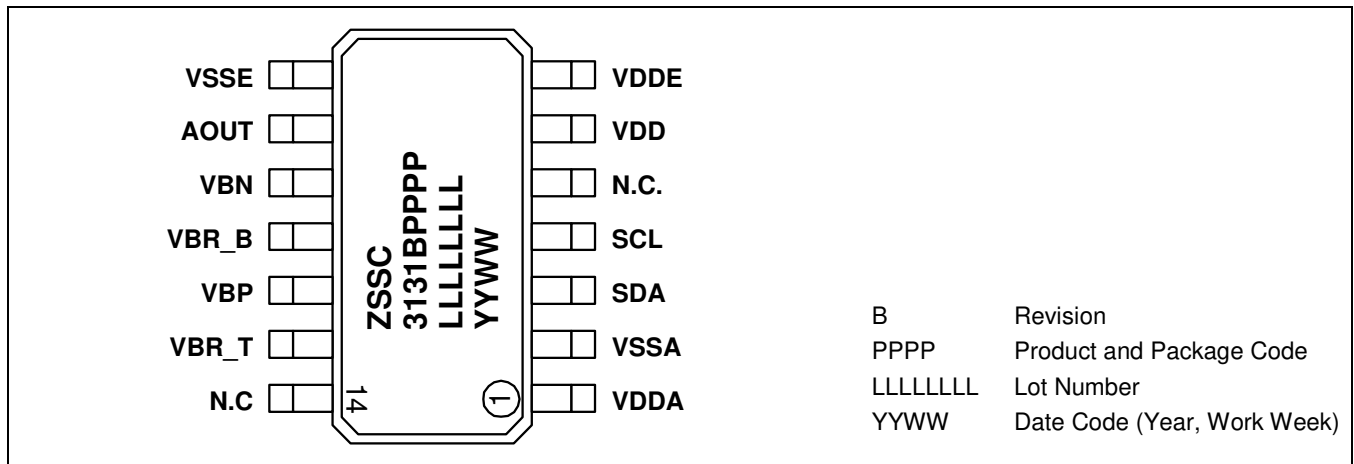 VSSE
AOUT
VBN
VBR_B
VBP
VBR_T
N.C
ZSSC
3131BPPPP
LLLLLLLL
YYWW
14
1
VDDE
VDD
N.C.
SCL
SDA
VSSA
VDDA
B Revision
PPPP Product and Package Code
LLLLLLLL Lot Number
YYWW Date Code (Year, Work Week)